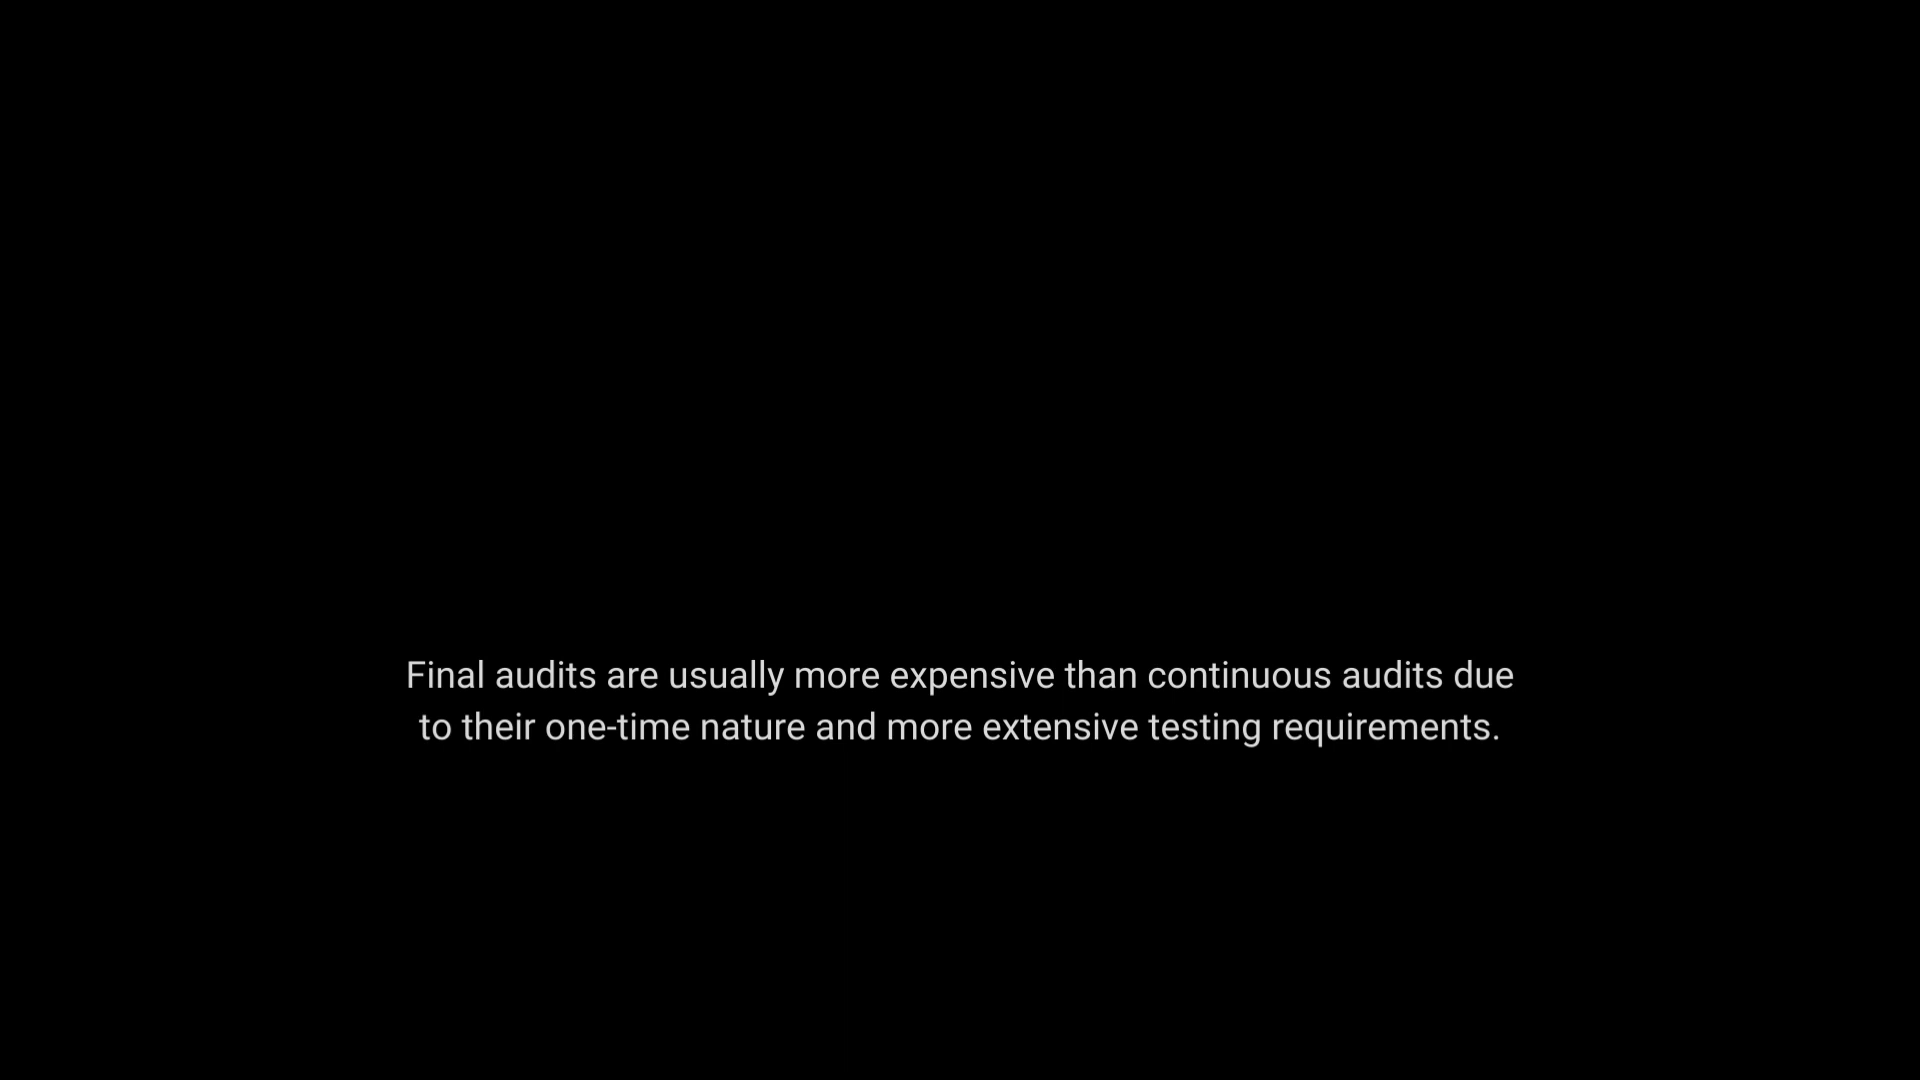 Final audits are usually more expensive than continuous audits due
to their one-time nature and more extensive testing requirements.